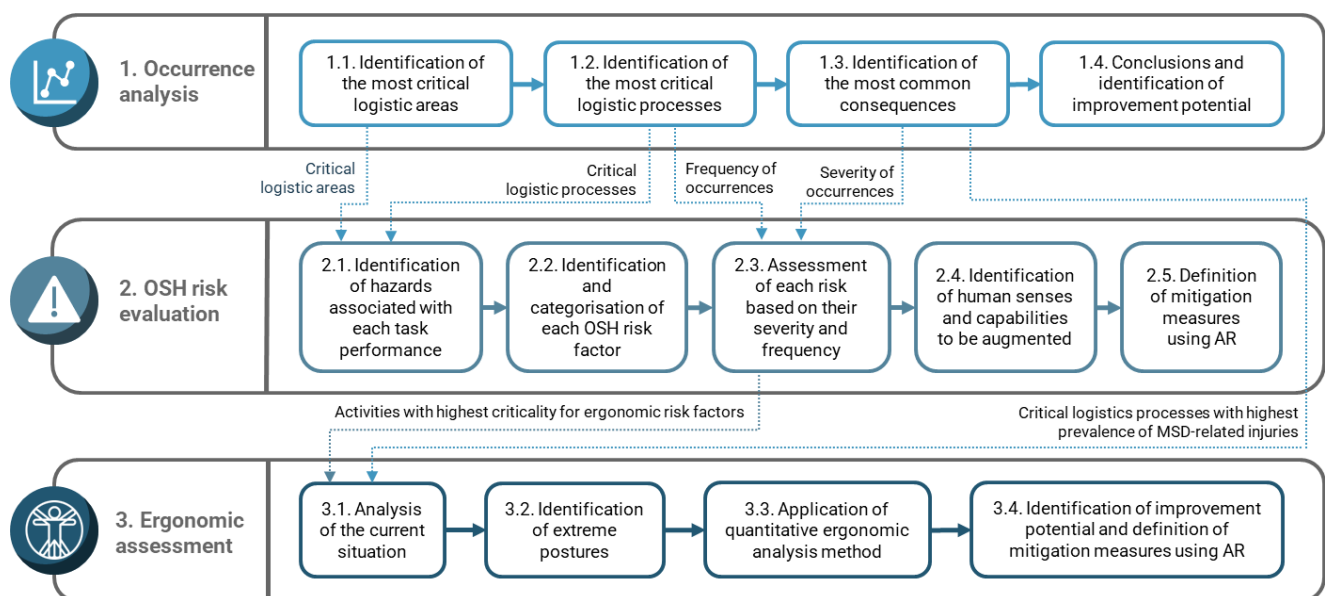 1. Occurrence
analysis
1.1. Identification of
the most critical
logistic areas
1.2. Identification of
the most critical
logistic processes
1.3. Identification of
the most common
consequences
1.4. Conclusions and
identification of
improvement potential
Critical
logistic areas
Critical
logistic processes
Frequency of
occurrences
Severity of
occurrences
2. OSH risk
evaluation
2.1. Identification
of hazards
associated with
each task
performance
2.2. Identification
and
categorisation of
each OSH risk
factor
2.3. Assessment
of each risk
based on their
severity and
frequency
2.4. Identification
of human senses
and capabilities
to be augmented
2.5. Definition
of mitigation
measures
using AR
Activities with highest criticality for ergonomic risk factors
Critical logistics processes with highest
prevalence of MSD-related injuries
3. Ergonomic
assessment
3.1. Analysis
of the current
situation
3.2. Identification
of extreme
postures
3.3. Application of
quantitative ergonomic
analysis method
3.4. Identification of improvement
potential and definition of
mitigation measures using AR